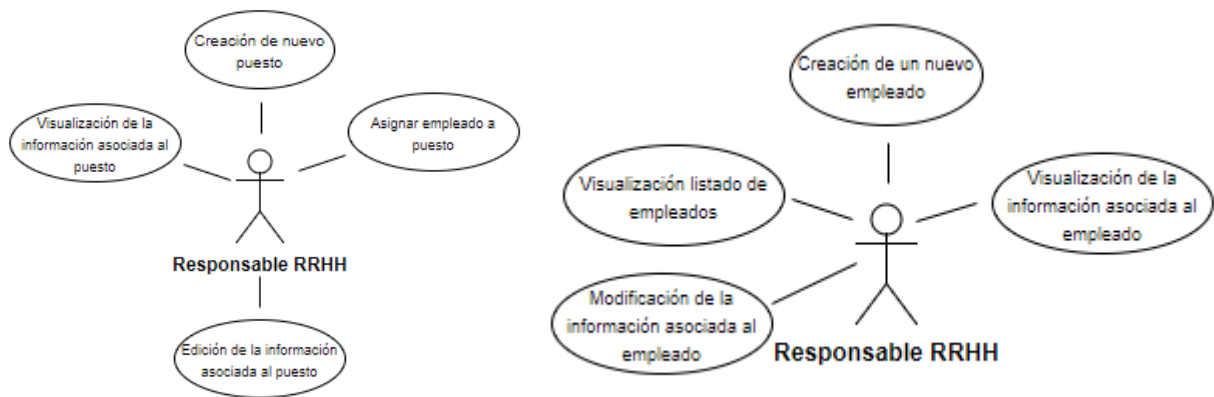 Creación de nuevo
puesto
Visualización de la
información asociada al
puesto
Asignar empleado a
puesto
Responsable RRHH
Edición de la información
asociada al puesto
Creación de un nuevo
empleado
Visualización listado de
empleados
Visualización de la
información asociada al
empleado
Modificación de la
información asociada al
empleado
Responsable RRHH